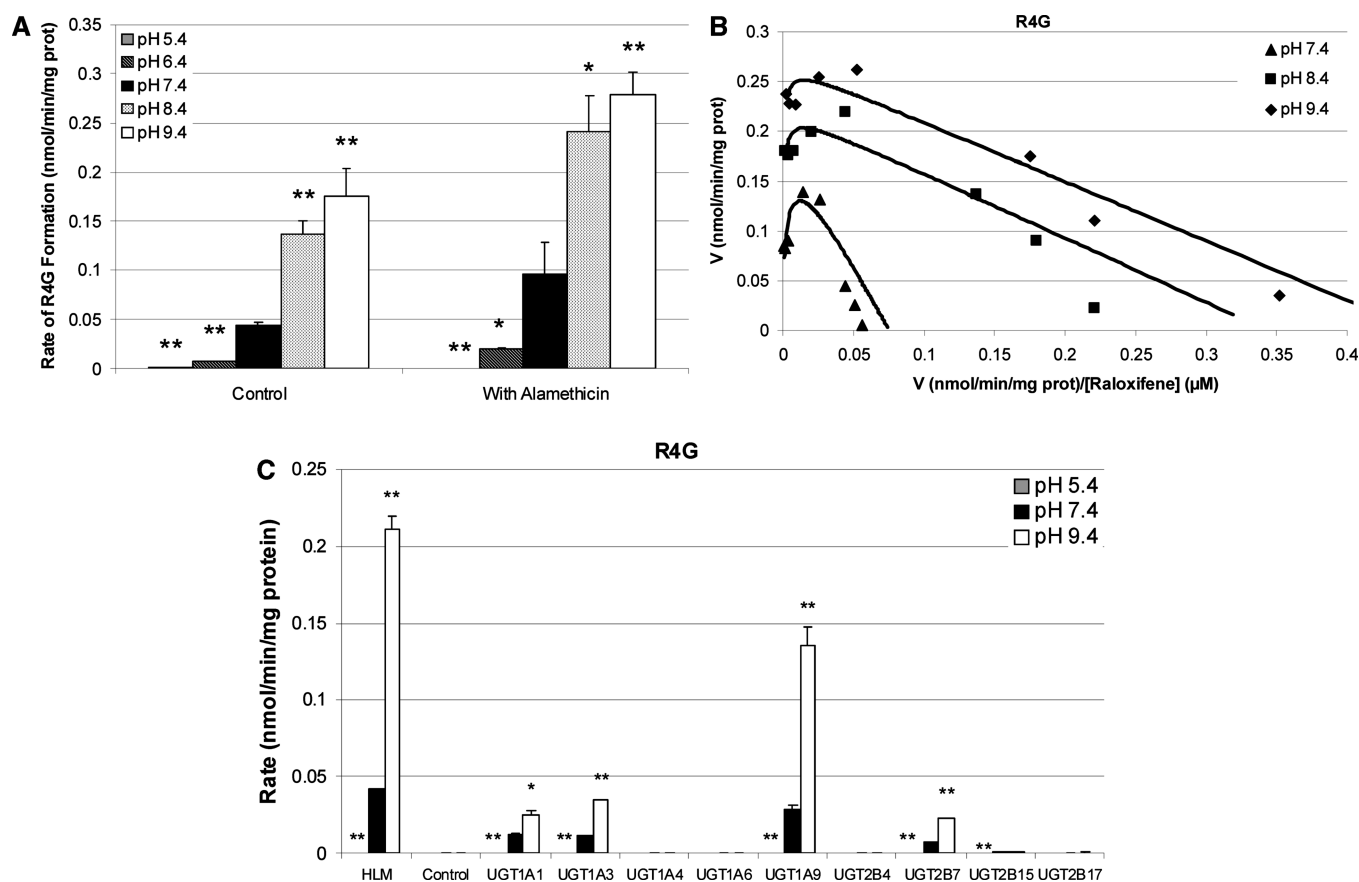 A
Rate of R4G Formation (nmol/min/mg prot)
0.35
0.3
0.25
0.2
0.15
0.1
0.05
0
pH 5.4
pH 6.4
pH 7.4
pH 8.4
pH 9.4
** ** ** **
** * * **
Control
With Alamethicin
B
R4G
V (nmol/min/mg prot)
0.3
0.25
0.2
0.15
0.1
0.05
0
pH 7.4
pH 8.4
pH 9.4
0 0.05 0.1 0.15 0.2 0.25 0.3 0.35 0.4
V (nmol/min/mg prot)/[Raloxifene] (µM)
C
R4G
Rate (nmol/min/mg protein)
0.25
0.2
0.15
0.1
0.05
0
pH 5.4
pH 7.4
pH 9.4
** ** ** * ** ** ** ** ** ** **
HLM Control UGT1A1 UGT1A3 UGT1A4 UGT1A6 UGT1A9 UGT2B4 UGT2B7 UGT2B15 UGT2B17